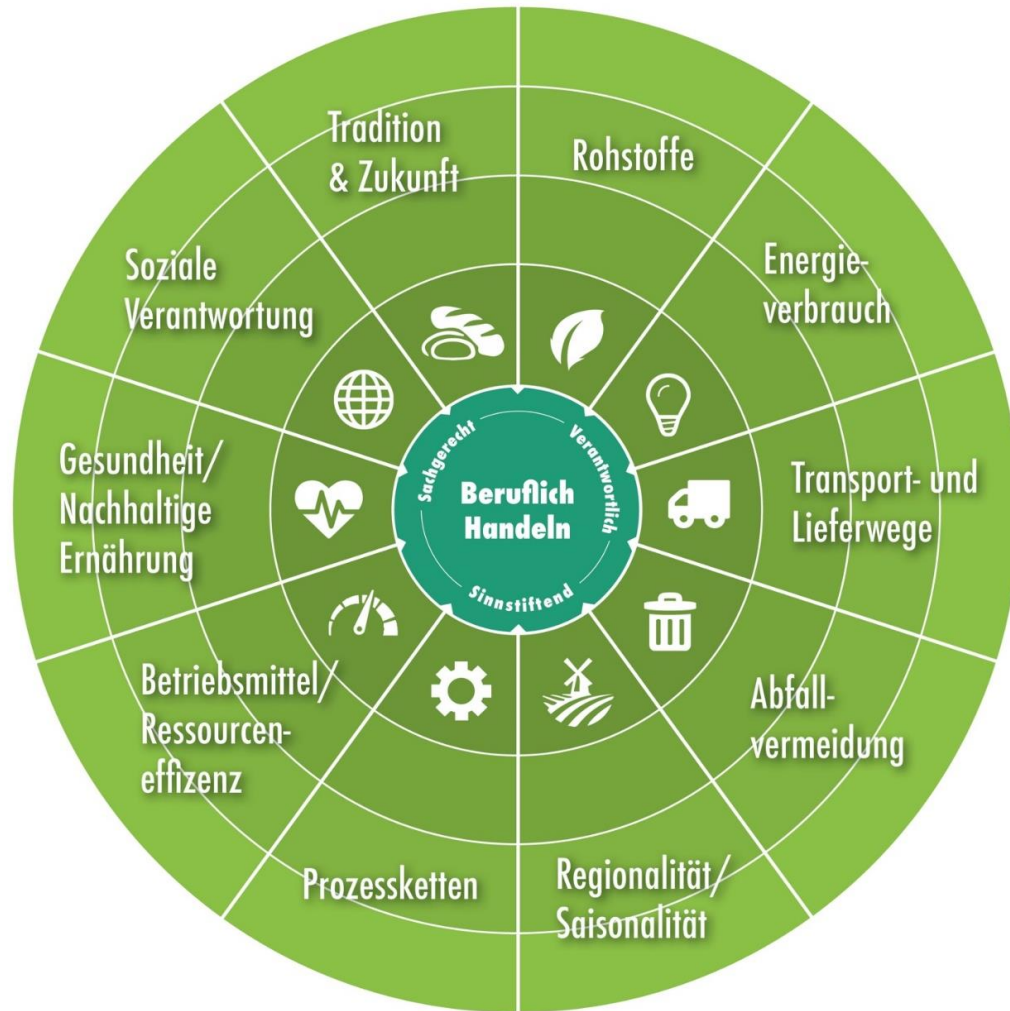 Tradition
& Zukunft
Rohstoffe
Energie-
verbrauch
Transport- und
Lieferwege
Abfall-
vermeidung
Regionalität/
Saisonalität
Prozessketten
Betriebsmittel/
Ressourcen-
effizenz
Gesundheit/
Nachhaltige
Ernährung
Soziale
Verantwortung
Sachgerecht
Verantwortlich
Sinnstiftend
Beruflich
Handeln